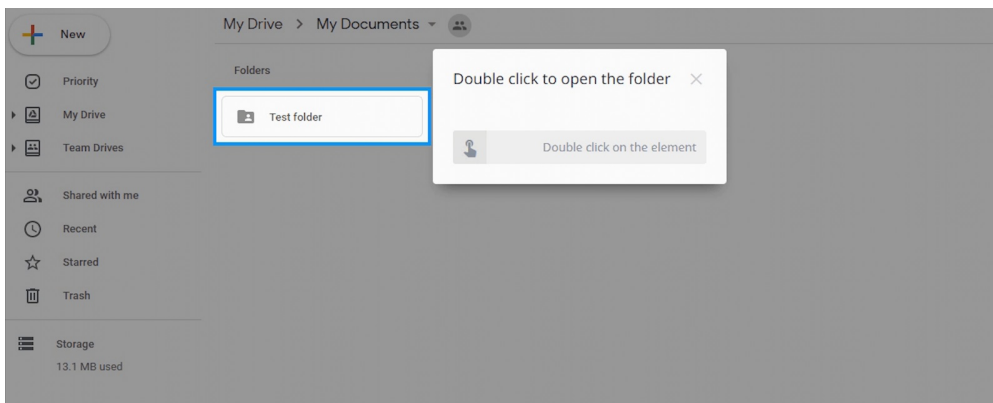 New
My Drive > My Documents
Priority
My Drive
Team Drives
Shared with me
Recent
Starred
Trash
Storage
13.1 MB used
Folders
Test folder
Double click to open the folder
Double click on the element